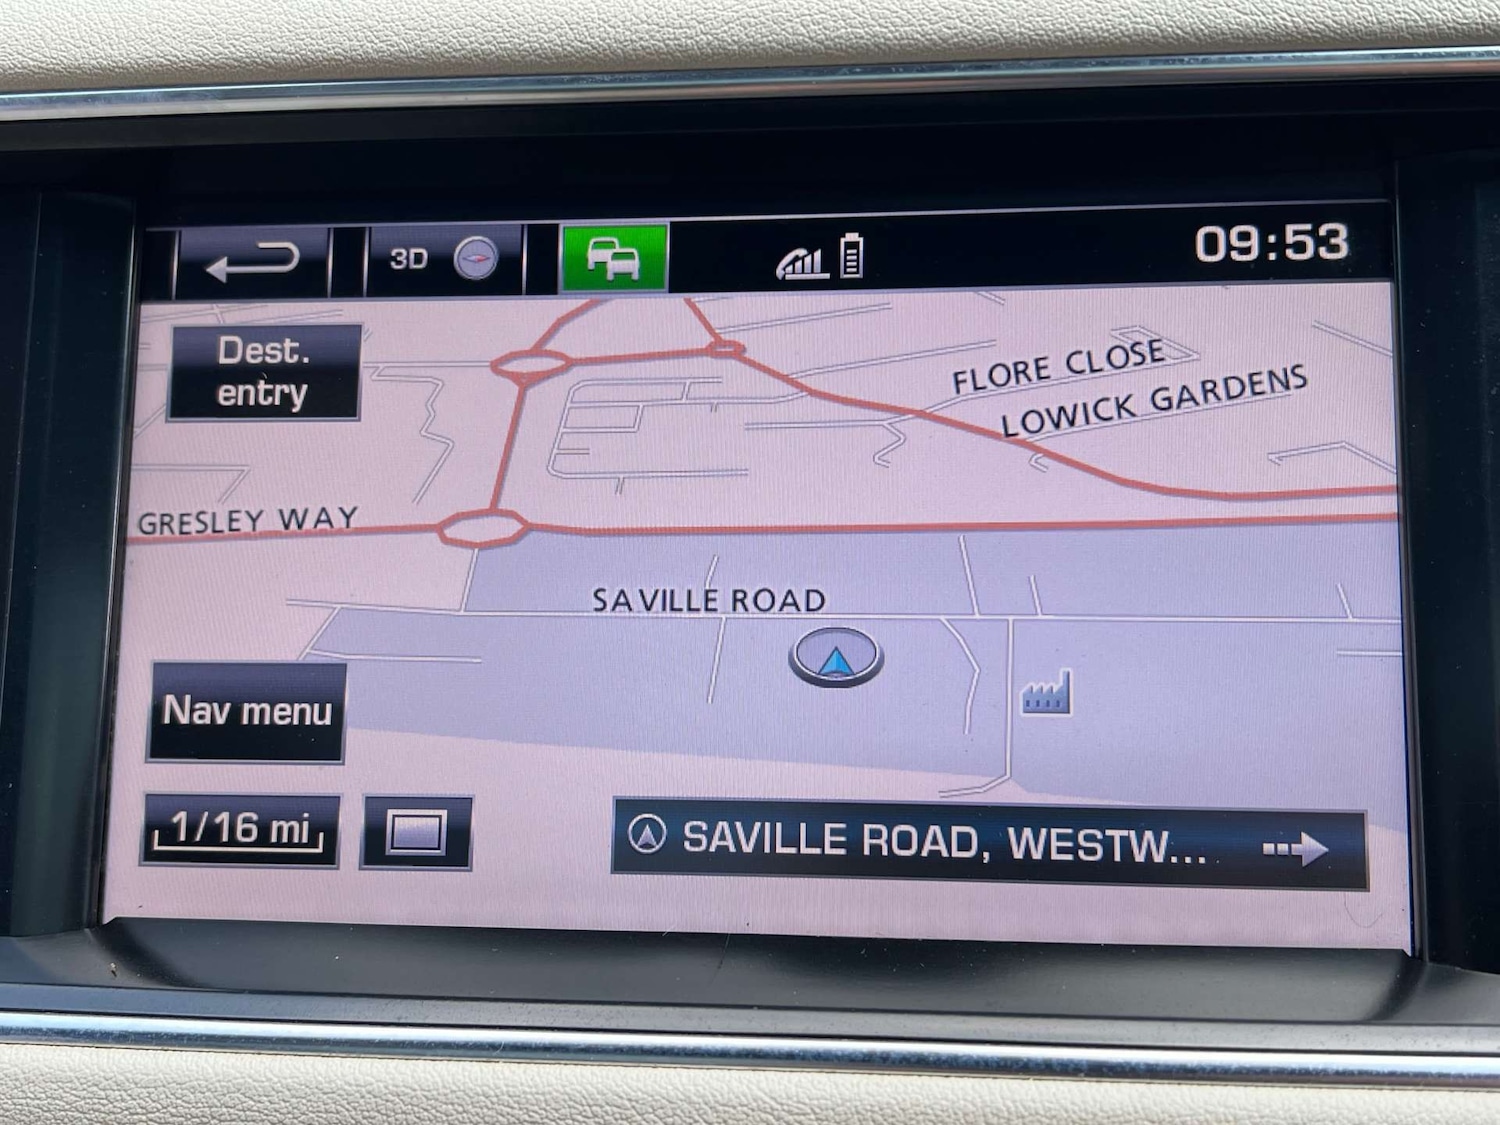 3D
09:53
Dest.
entry
FLORE CLOSE
LOWICK GARDENS
GRESLEY WAY
SAVILLE ROAD
Nav menu
1/16 mi
SAVILLE ROAD, WESTW...